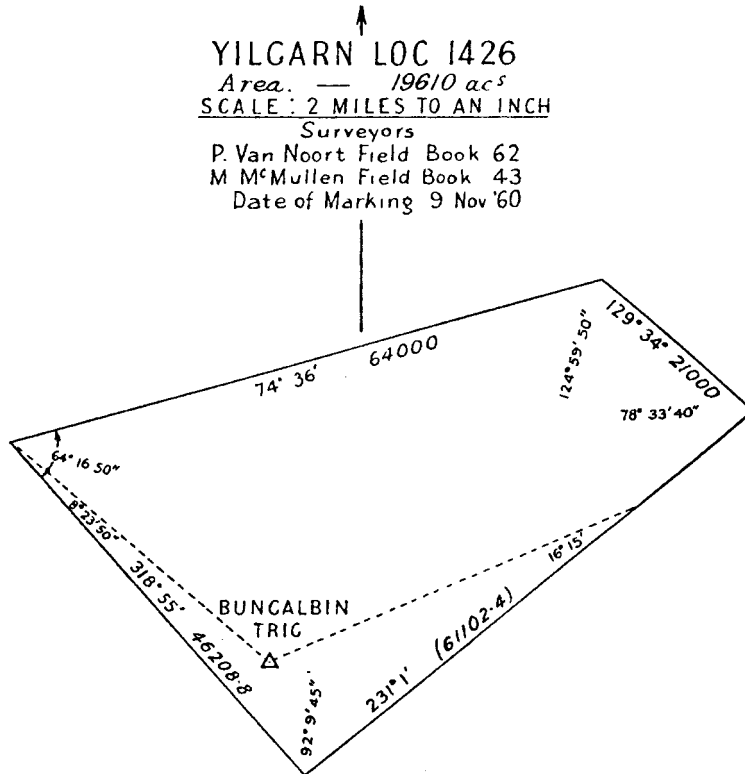 YILGARN LOC 1426
Area. — 19610 acs
SCALE : 2 MILES TO AN INCH
Surveyors
P. Van Noort Field Book 62
M McMullen Field Book 43
Date of Marking 9 Nov '60
74° 36' 64000
129° 34' 21000
124° 59' 50"
78° 33' 40"
64° 16 50"
8° 23' 50"
318° 55' 46208·8
BUNGALBIN
TRIG
16° 15'
231° 1' (61102·4)
92° 9' 45"